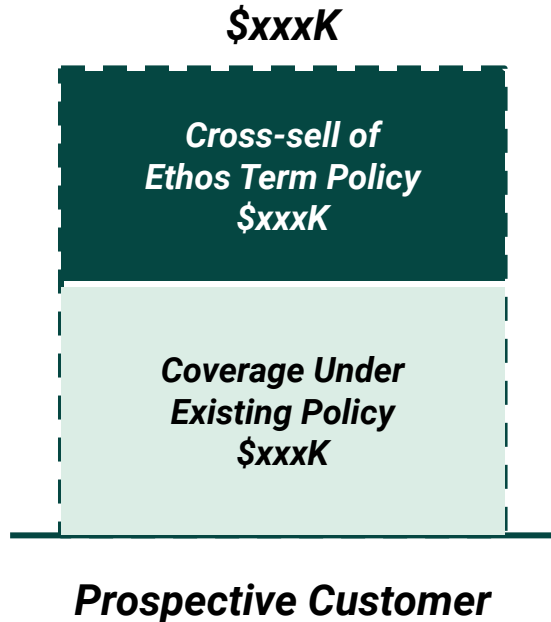 $xxxK
Cross-sell of
Ethos Term Policy
$xxxK
Coverage Under
Existing Policy
$xxxK
Prospective Customer